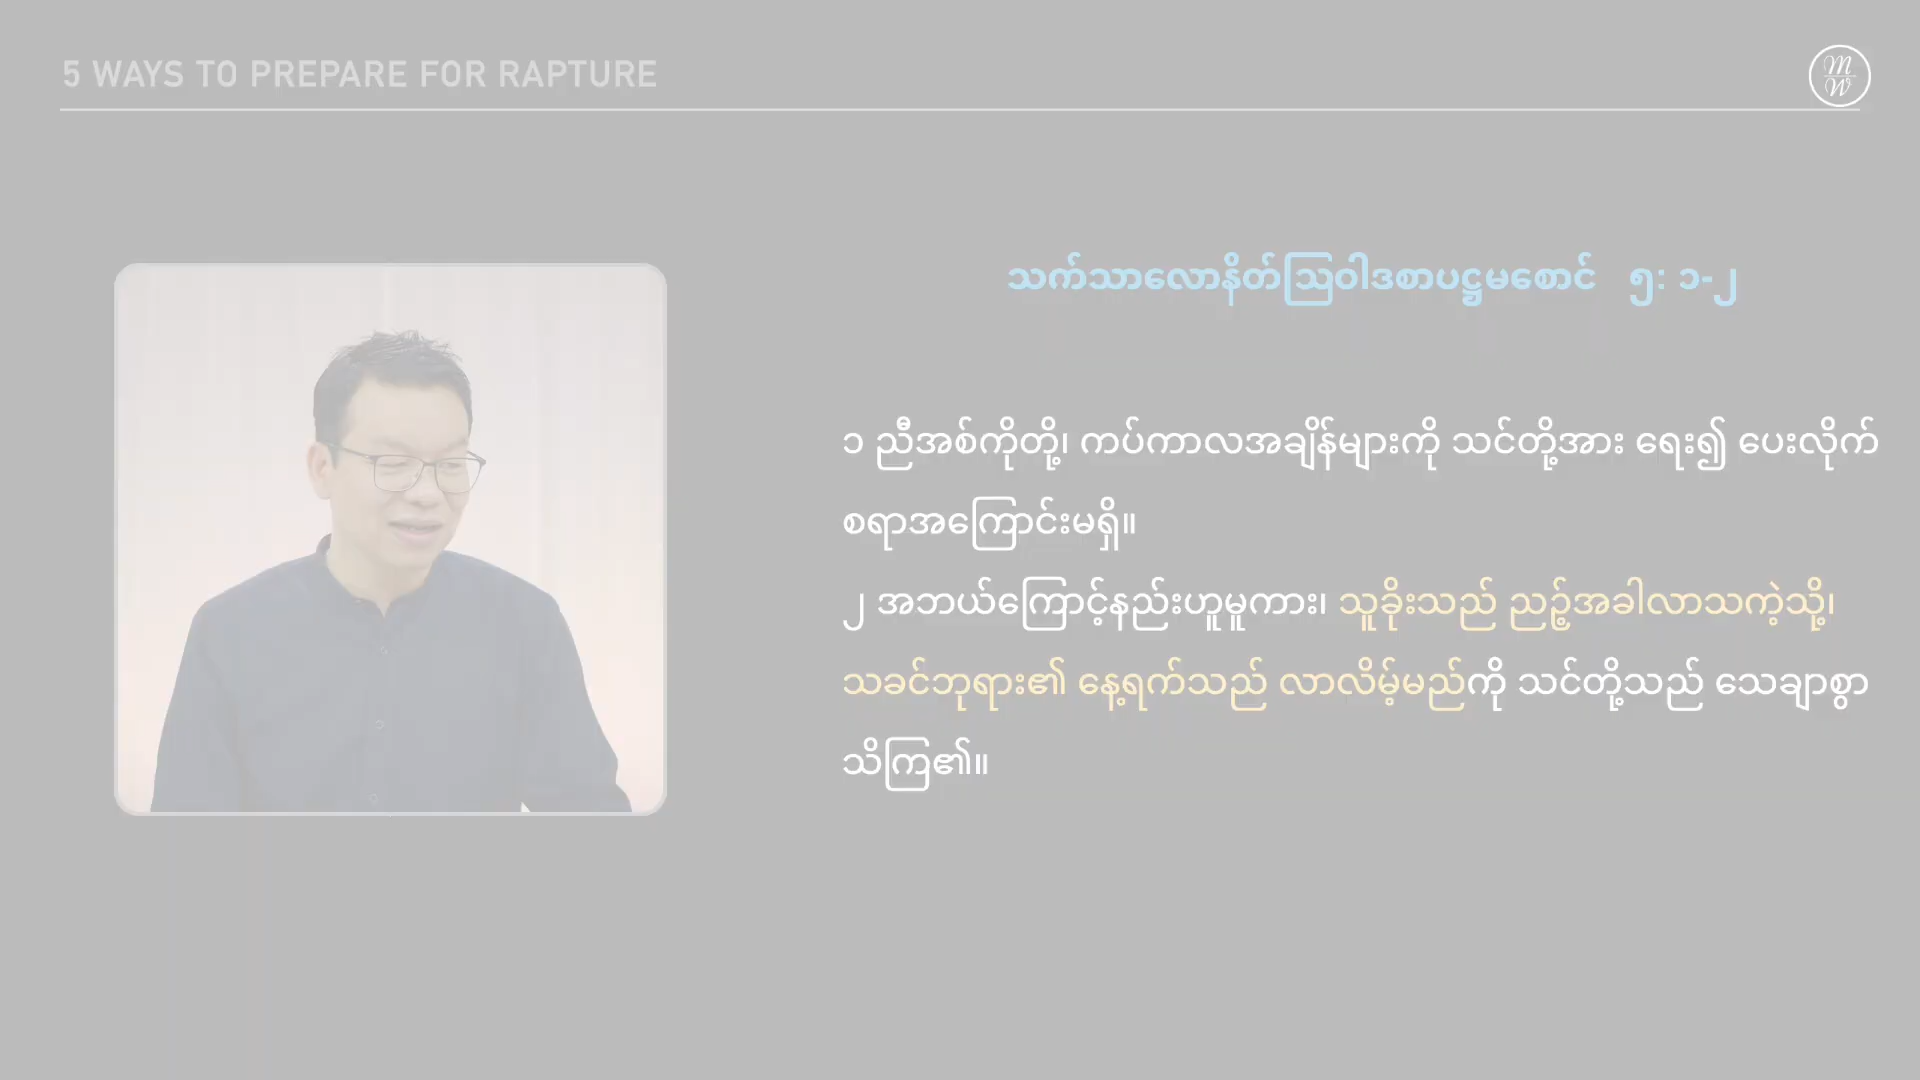 5 WAYS TO PREPARE FOR RAPTURE
M
W
သက်သာလောနိတ်ဩဝါဒစာပဌမစောင် ၅: ၁-၂
၁ ညီအစ်ကိုတို့၊ ကပ်ကာလအချိန်များကို သင်တို့အား ရေး၍ ပေးလိုက်
စရာအကြောင်းမရှိ။
၂ အဘယ်ကြောင့်နည်းဟူမူကား၊ သူခိုးသည် ညဉ့်အခါလာသကဲ့သို့၊
သခင်ဘုရား၏ နေ့ရက်သည် လာလိမ့်မည်ကို သင်တို့သည် သေချာစွာ
သိကြ၏။